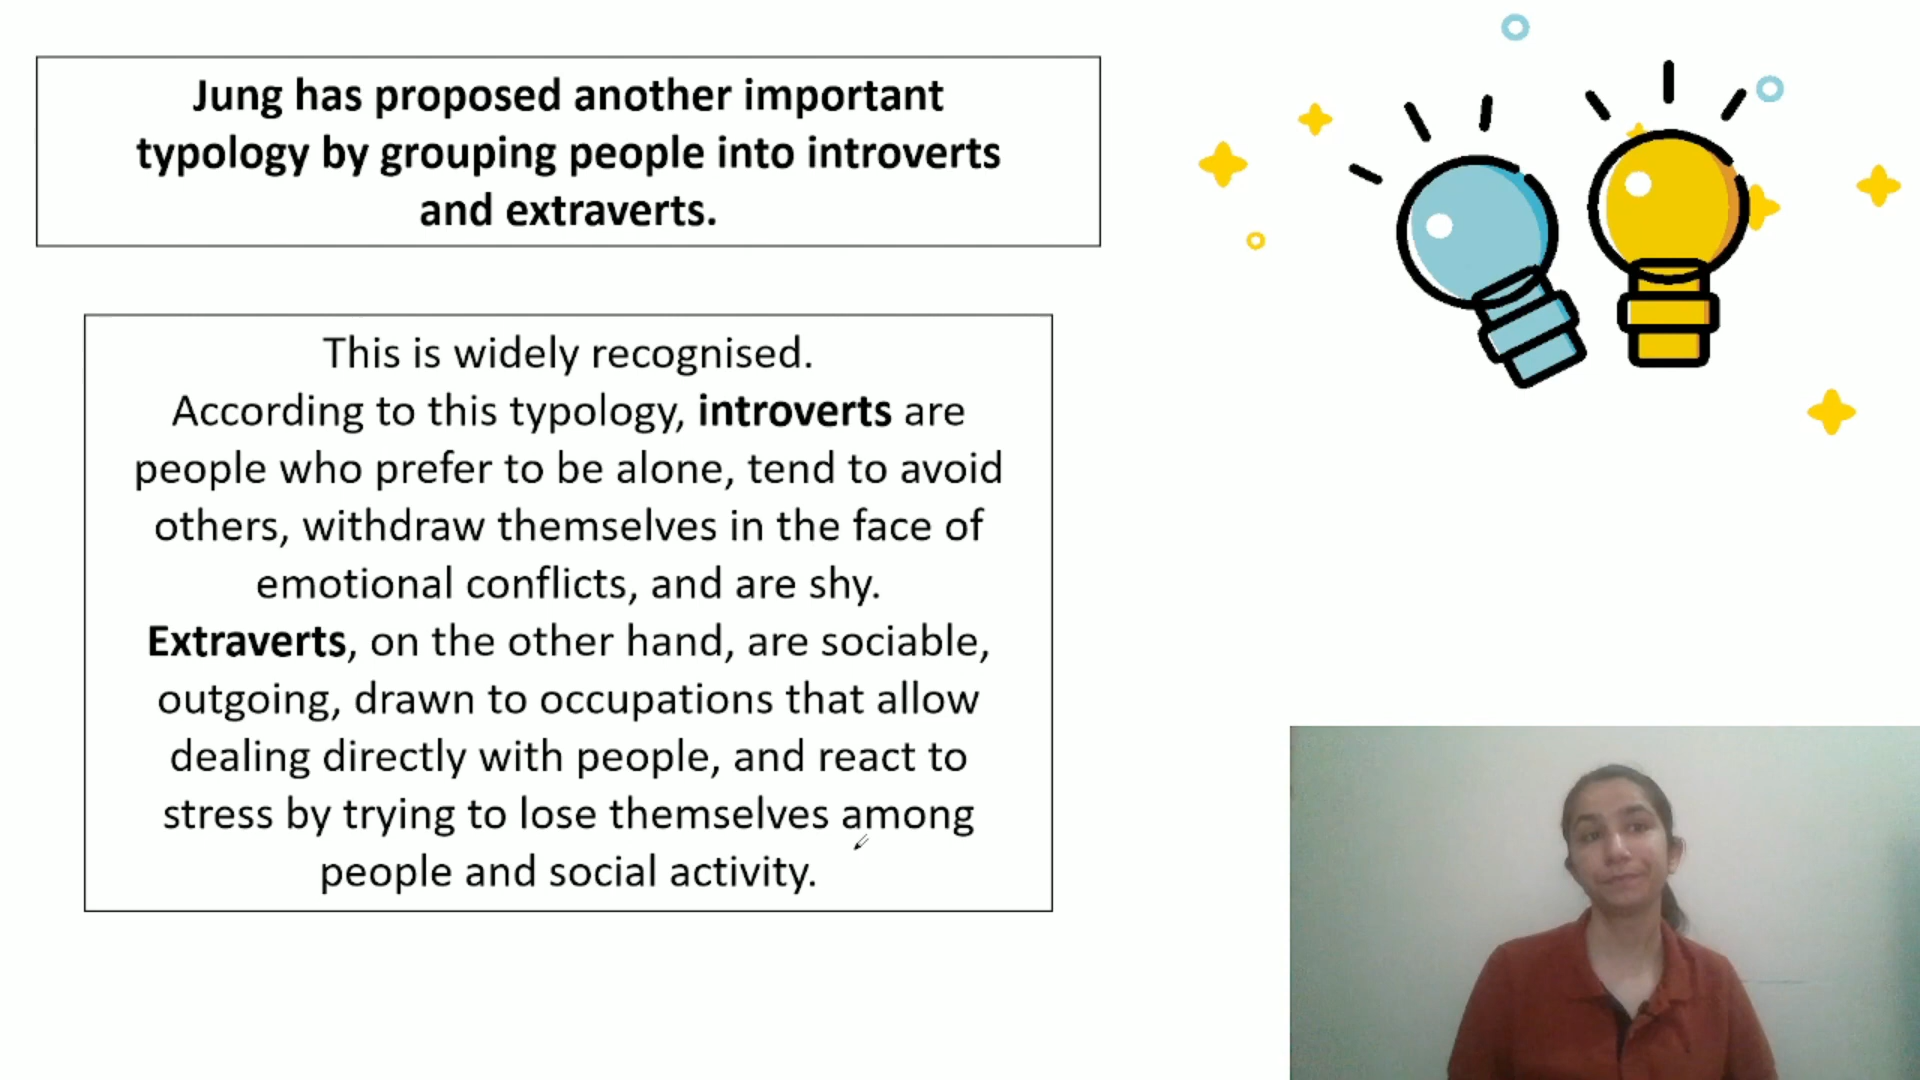 Jung has proposed another important
typology by grouping people into introverts
and extraverts.
This is widely recognised.
According to this typology, introverts are
people who prefer to be alone, tend to avoid
others, withdraw themselves in the face of
emotional conflicts, and are shy.
Extraverts, on the other hand, are sociable,
outgoing, drawn to occupations that allow
dealing directly with people, and react to
stress by trying to lose themselves among
people and social activity.